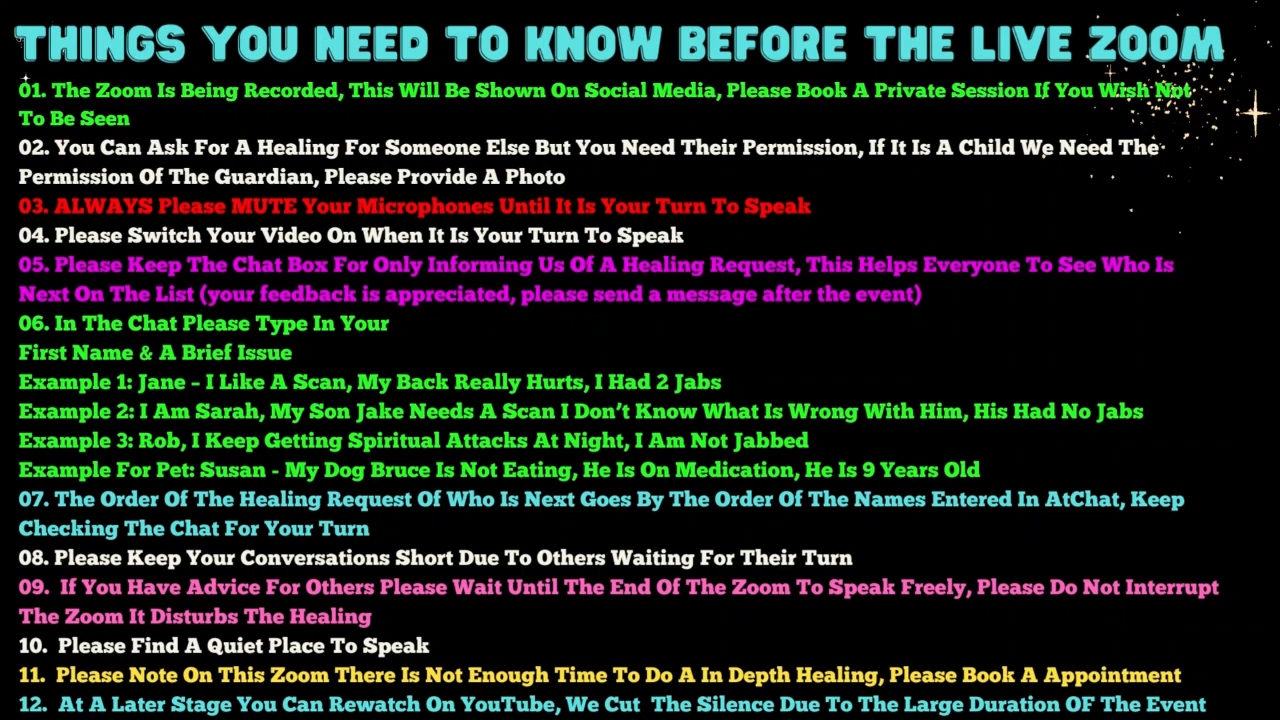 THINGS YOU NEED TO KNOW BEFORE THE LIVE ZOOM
01. The Zoom Is Being Recorded, This Will Be Shown On Social Media, Please Book A Private Session If You Wish Not
To Be Seen
02. You Can Ask For A Healing For Someone Else But You Need Their Permission, If It Is A Child We Need The
Permission Of The Guardian, Please Provide A Photo
03. ALWAYS Please MUTE Your Microphones Until It Is Your Turn To Speak
04. Please Switch Your Video On When It Is Your Turn To Speak
05. Please Keep The Chat Box For Only Informing Us Of A Healing Request, This Helps Everyone To See Who Is
Next On The List (your feedback is appreciated, please send a message after the event)
06. In The Chat Please Type In Your
First Name & A Brief Issue
Example 1: Jane – I Like A Scan, My Back Really Hurts, I Had 2 Jabs
Example 2: I Am Sarah, My Son Jake Needs A Scan I Don’t Know What Is Wrong With Him, His Had No Jabs
Example 3: Rob, I Keep Getting Spiritual Attacks At Night, I Am Not Jabbed
Example For Pet: Susan - My Dog Bruce Is Not Eating, He Is On Medication, He Is 9 Years Old
07. The Order Of The Healing Request Of Who Is Next Goes By The Order Of The Names Entered In AtChat, Keep
Checking The Chat For Your Turn
08. Please Keep Your Conversations Short Due To Others Waiting For Their Turn
09. If You Have Advice For Others Please Wait Until The End Of The Zoom To Speak Freely, Please Do Not Interrupt
The Zoom It Disturbs The Healing
10. Please Find A Quiet Place To Speak
11. Please Note On This Zoom There Is Not Enough Time To Do A In Depth Healing, Please Book A Appointment
12. At A Later Stage You Can Rewatch On YouTube, We Cut The Silence Due To The Large Duration OF The Event